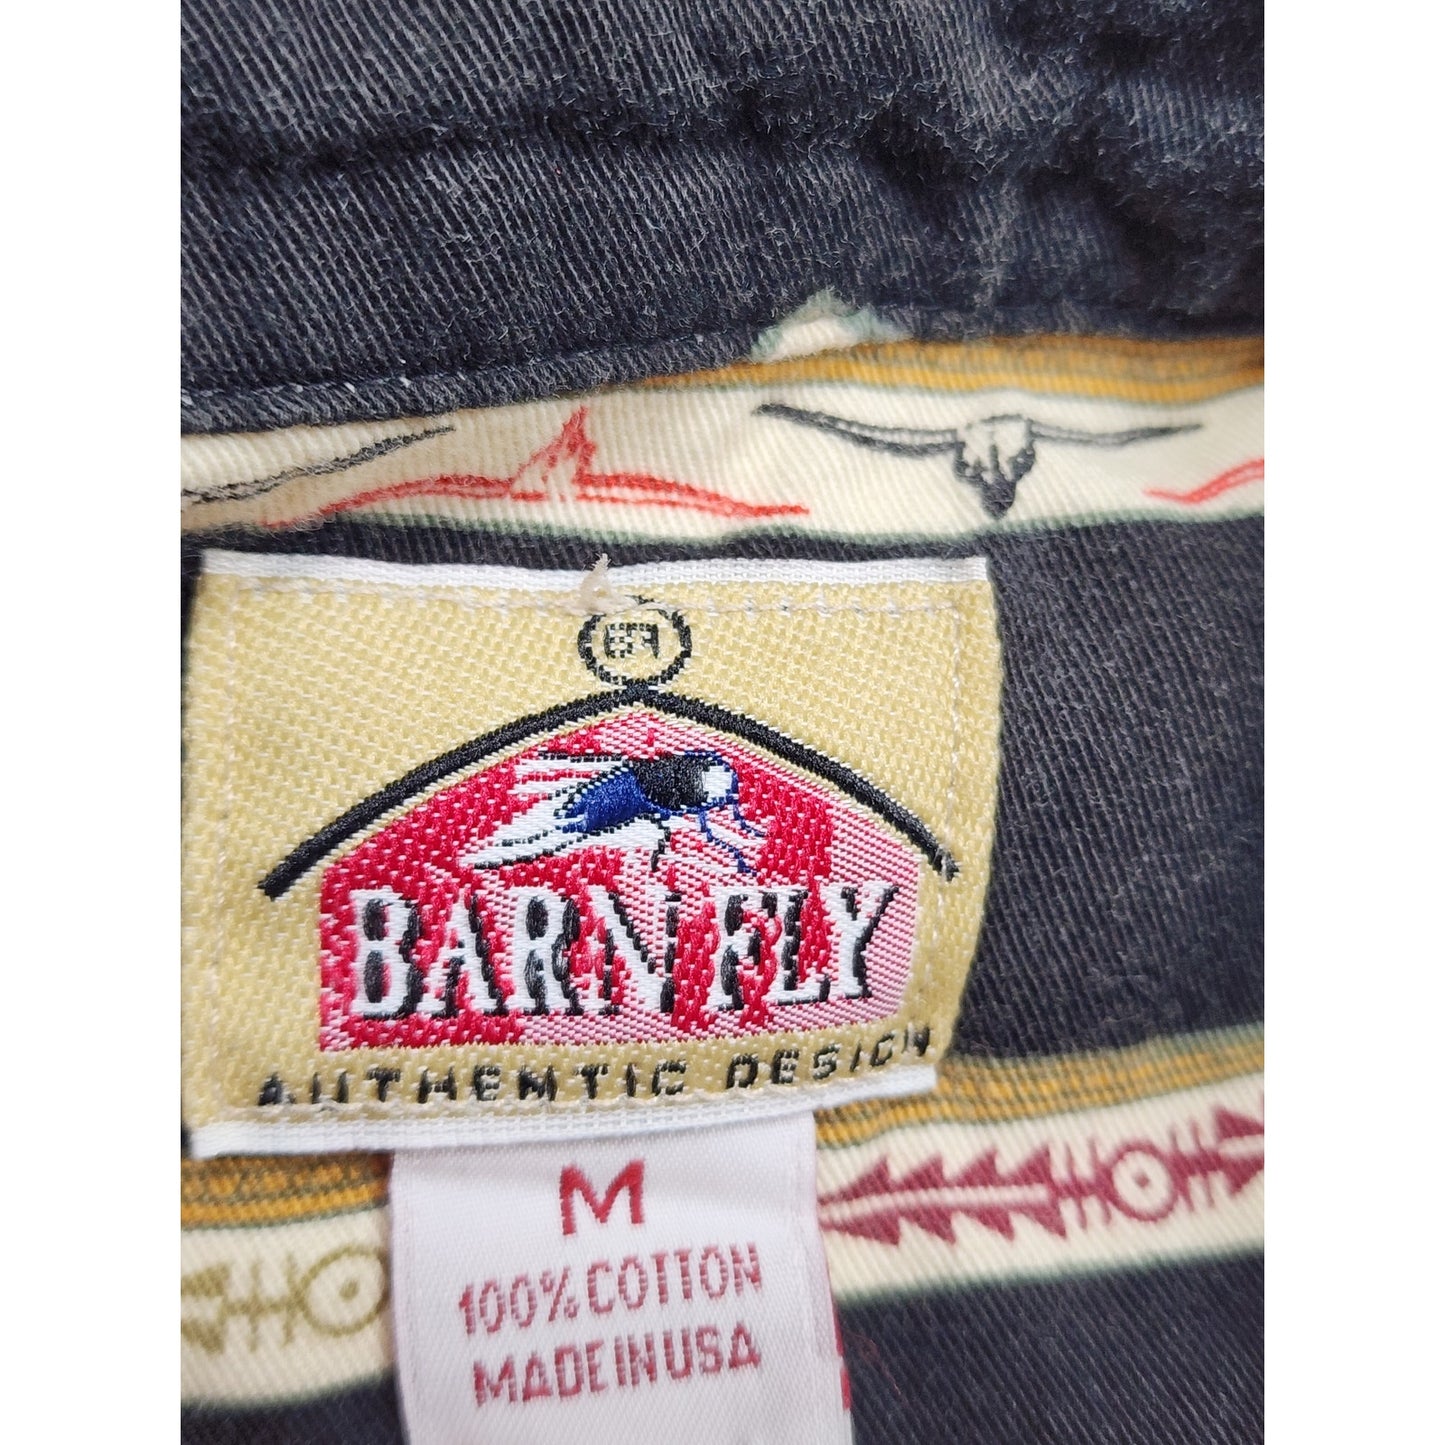 BF
BARN FLY
AUTHENTIC DESIGN
M
100% COTTON
MADE IN USA